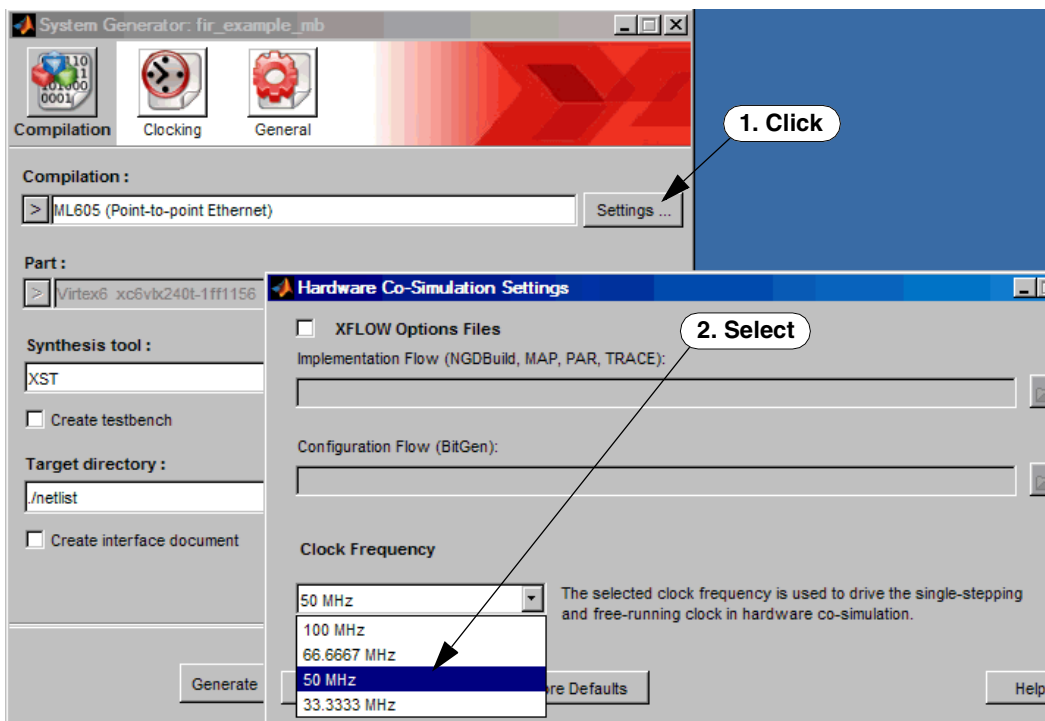 System Generator: fir_example_mb
Compilation
Clocking
General
1. Click
Compilation :
> ML605 (Point-to-point Ethernet)
Settings ...
Part :
> Virtex6 xc6vlx240t-1ff1156
Hardware Co-Simulation Settings
XFLOW Options Files
2. Select
Implementation Flow (NGDBuild, MAP, PAR, TRACE):
Synthesis tool :
XST
Create testbench
Configuration Flow (BitGen):
Target directory :
./netlist
Create interface document
Clock Frequency
50 MHz
The selected clock frequency is used to drive the single-stepping
and free-running clock in hardware co-simulation.
100 MHz
66.6667 MHz
50 MHz
33.3333 MHz
Generate
re Defaults
Help